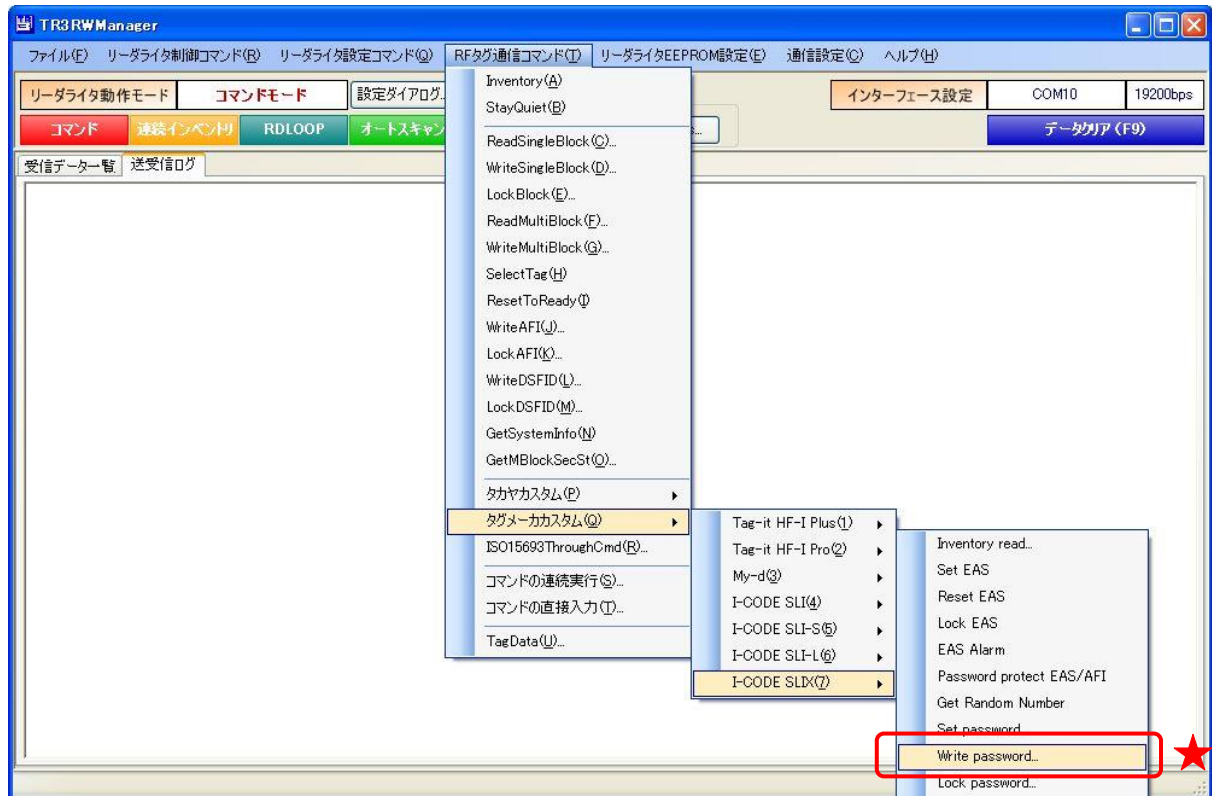 TR3RWManager
ファイル(F) リーダライタ制御コマンド(R) リーダライタ設定コマンド(Q) RFタグ通信コマンド(T) リーダライタEEPROM設定(E) 通信設定(C) ヘルプ(H)
リーダライタ動作モード コマンドモード 設定ダイアログ... インターフェース設定 COM10 19200bps
コマンド 連続インベントリ RDLOOP オートスキャン データクリア(F9)
受信データ一覧 送受信ログ
Inventory(A)
StayQuiet(B)
ReadSingleBlock(C)...
WriteSingleBlock(D)...
LockBlock(E)...
ReadMultiBlock(F)...
WriteMultiBlock(G)...
SelectTag(H)
ResetToReady(I)
WriteAFI(J)...
LockAFI(K)...
WriteDSFID(L)...
LockDSFID(M)...
GetSystemInfo(N)
GetMBlockSecSt(O)...
タカヤカスタム(P)
タグメーカカスタム(Q)
ISO15693ThroughCmd(R)...
コマンドの連続実行(S)...
コマンドの直接入力(T)...
TagData(U)...
Tag-it HF-I Plus(1)
Tag-it HF-I Pro(2)
My-d(3)
I-CODE SLI(4)
I-CODE SLI-S(5)
I-CODE SLI-L(6)
I-CODE SLIX(7)
Inventory read...
Set EAS
Reset EAS
Lock EAS
EAS Alarm
Password protect EAS/AFI
Get Random Number
Set password
Write password...
Lock password...